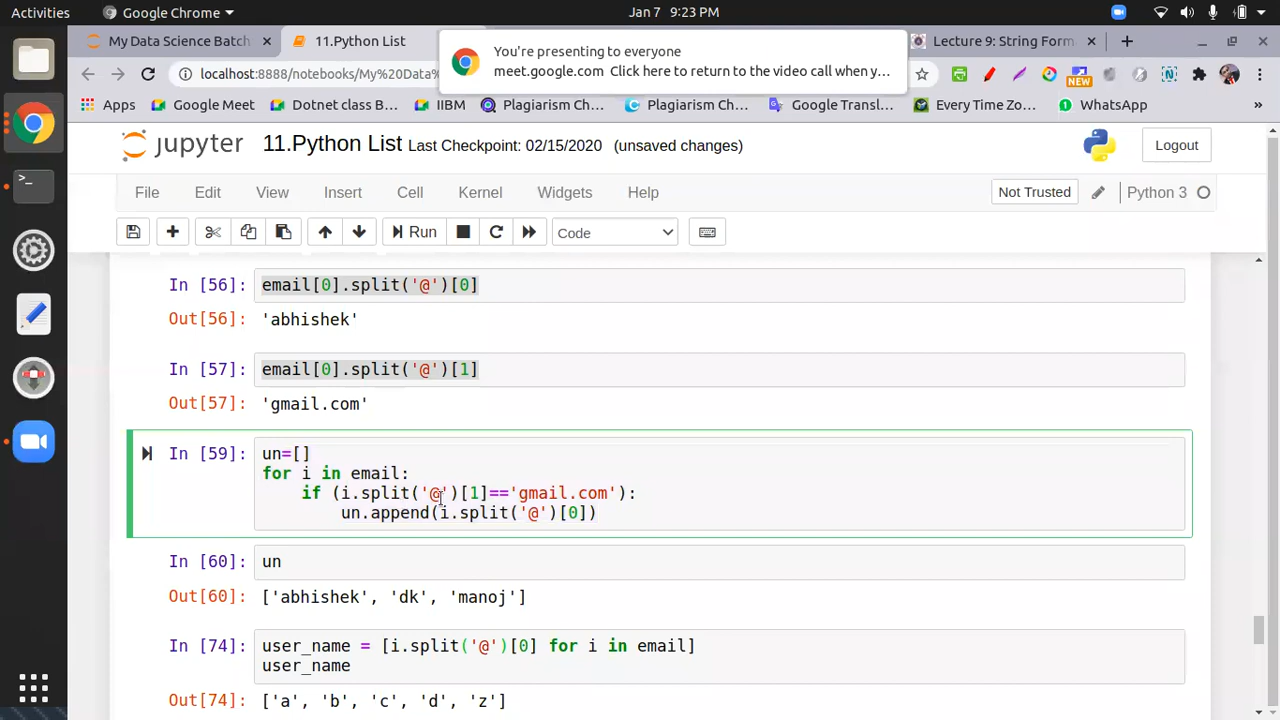 Activities
Google Chrome
Jan 7 9:23 PM
My Data Science Batch
11.Python List
Lecture 9: String Form
You're presenting to everyone
meet.google.com Click here to return to the video call when y...
localhost:8888/notebooks/My%20Data%
NEW
Apps
Google Meet
Dotnet class B...
IIBM
Plagiarism Ch...
Plagiarism Ch...
Google Transl...
Every Time Zo...
WhatsApp
»
jupyter
11.Python List Last Checkpoint: 02/15/2020 (unsaved changes)
Logout
File
Edit
View
Insert
Cell
Kernel
Widgets
Help
Not Trusted
Python 3
Run
Code
In [56]: email[0].split('@')[0]
Out[56]: 'abhishek'
In [57]: email[0].split('@')[1]
Out[57]: 'gmail.com'
In [59]: un=[]
for i in email:
if (i.split('@')[1]=='gmail.com'):
un.append(i.split('@')[0])
In [60]: un
Out[60]: ['abhishek', 'dk', 'manoj']
In [74]: user_name = [i.split('@')[0] for i in email]
user_name
Out[74]: ['a', 'b', 'c', 'd', 'z']